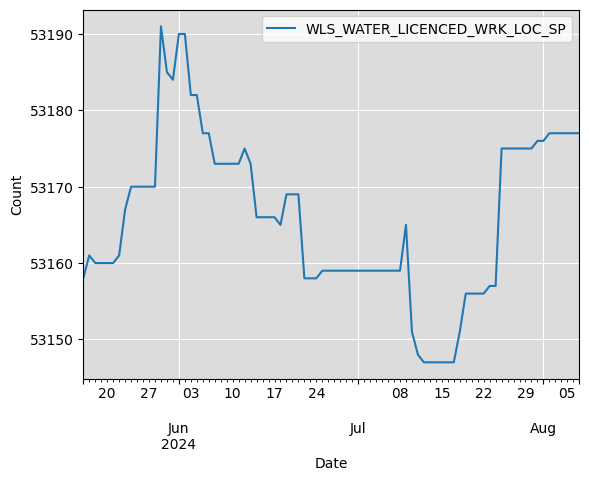 WLS_WATER_LICENCED_WRK_LOC_SP
53190
53180
53170
53160
53150
Count
20 27 03 10 17 24 08 15 22 29 05
Jun Jul Aug
2024
Date